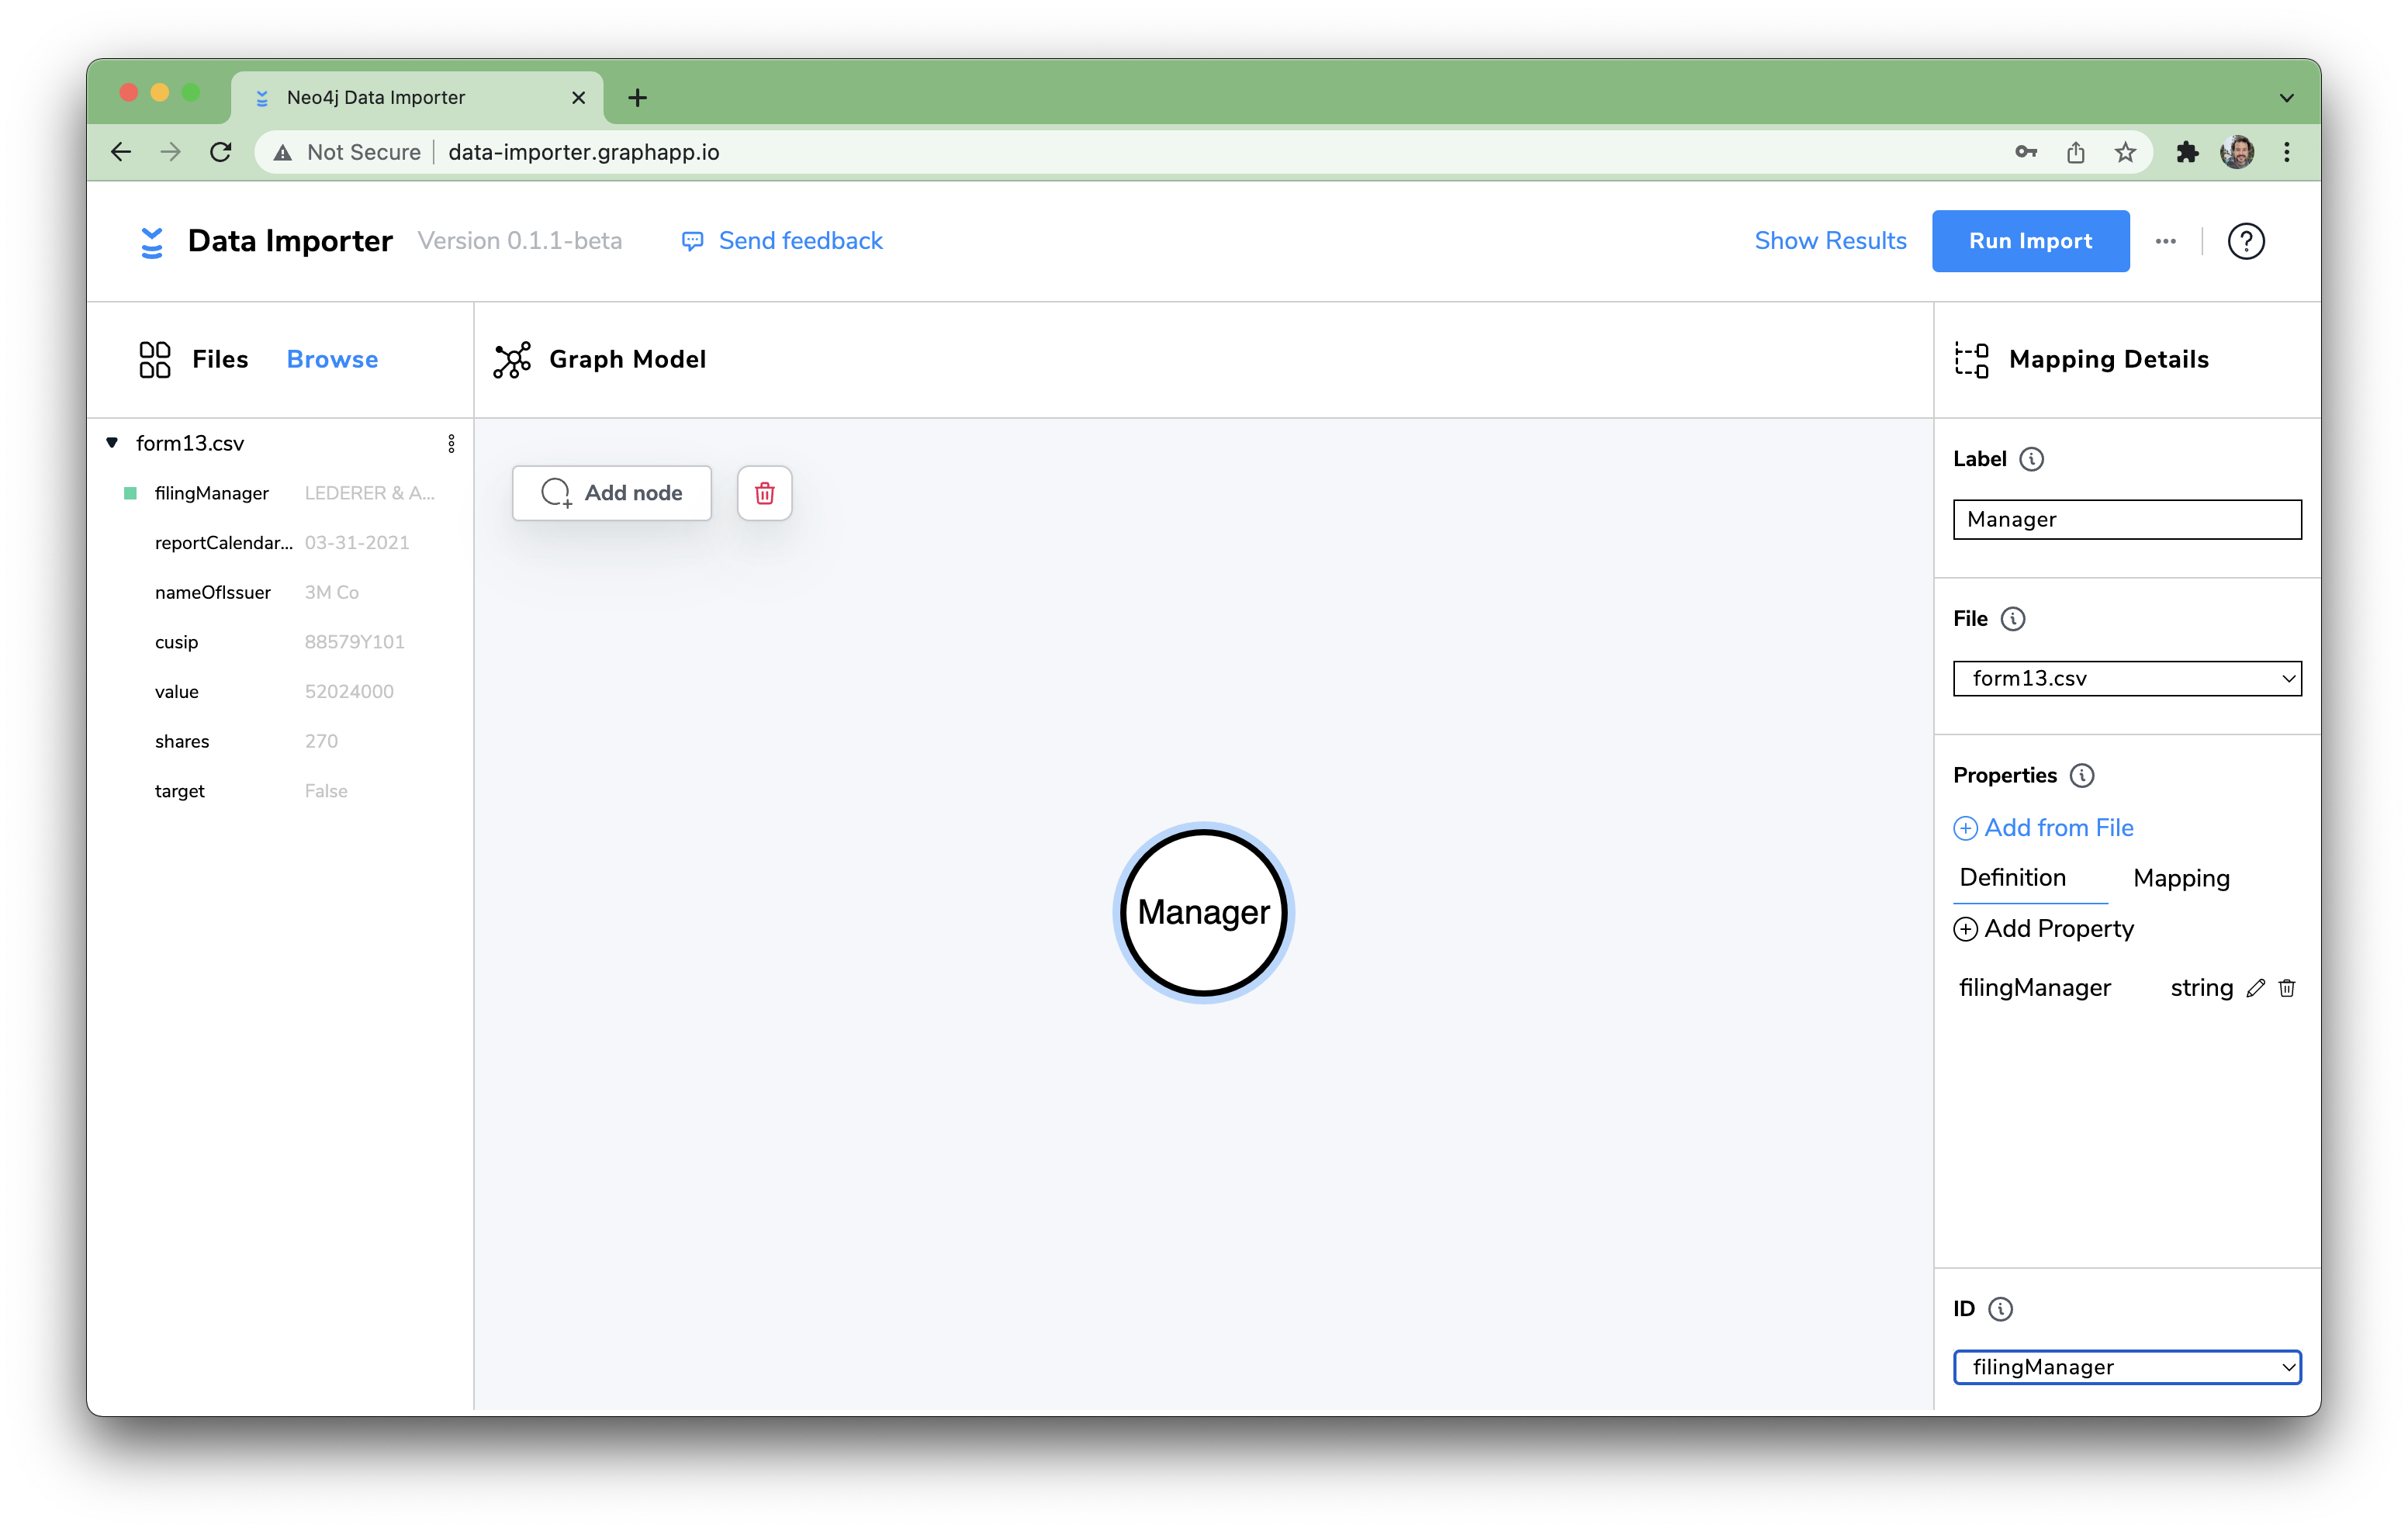 Neo4j Data Importer
Not Secure
data-importer.graphapp.io
Data Importer Version 0.1.1-beta Send feedback Show Results Run Import
Files Browse
Graph Model
Mapping Details
form13.csv
filingManager LEDERER & A...
reportCalendar... 03-31-2021
nameOfIssuer 3M Co
cusip 88579Y101
value 52024000
shares 270
target False
Add node
Manager
Label
Manager
File
form13.csv
Properties
Add from File
Definition Mapping
Add Property
filingManager string
ID
filingManager